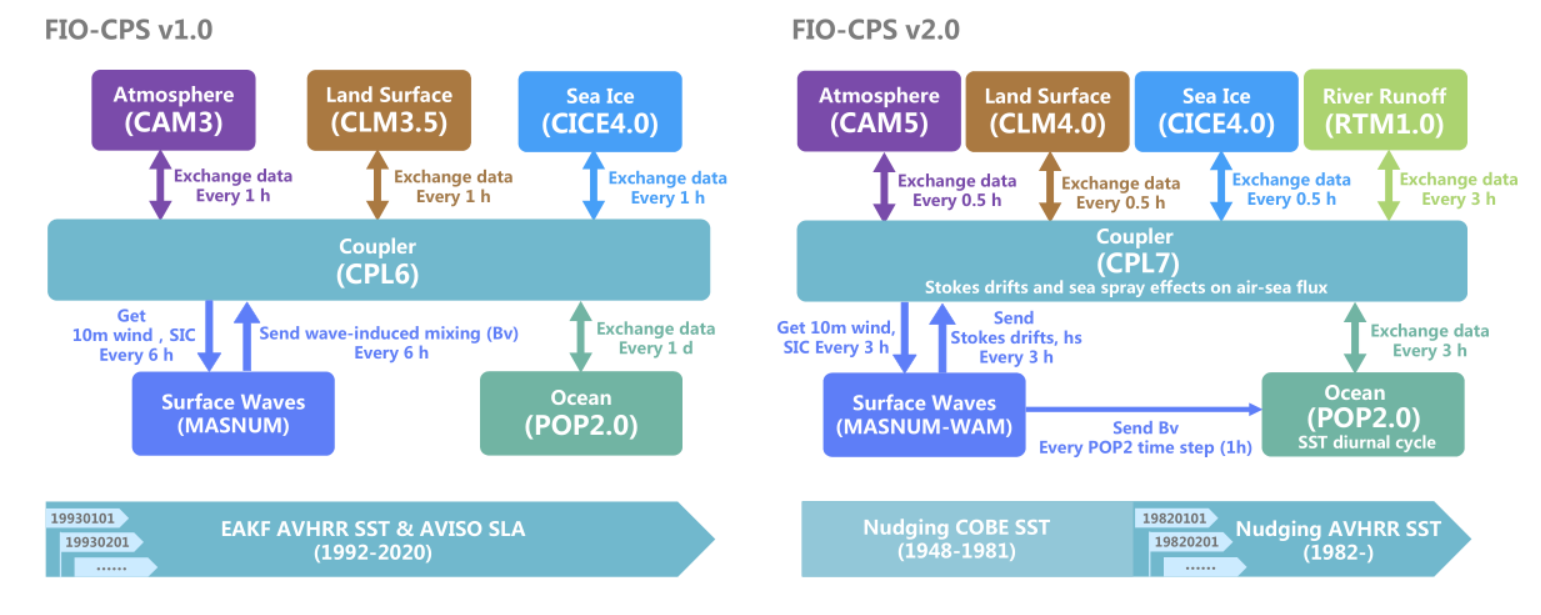 FIO-CPS v1.0
Atmosphere
(CAM3)
Land Surface
(CLM3.5)
Sea Ice
(CICE4.0)
Exchange data
Every 1 h
Exchange data
Every 1 h
Exchange data
Every 1 h
Coupler
(CPL6)
Get
10m wind , SIC
Every 6 h
Send wave-induced mixing (Bv)
Every 6 h
Exchange data
Every 1 d
Surface Waves
(MASNUM)
Ocean
(POP2.0)
19930101
19930201
......
EAKF AVHRR SST & AVISO SLA
(1992-2020)
FIO-CPS v2.0
Atmosphere
(CAM5)
Land Surface
(CLM4.0)
Sea Ice
(CICE4.0)
River Runoff
(RTM1.0)
Exchange data
Every 0.5 h
Exchange data
Every 0.5 h
Exchange data
Every 0.5 h
Exchange data
Every 3 h
Coupler
(CPL7)
Stokes drifts and sea spray effects on air-sea flux
Get 10m wind,
SIC Every 3 h
Send
Stokes drifts, hs
Every 3 h
Exchange data
Every 3 h
Surface Waves
(MASNUM-WAM)
Send Bv
Every POP2 time step (1h)
Ocean
(POP2.0)
SST diurnal cycle
Nudging COBE SST
(1948-1981)
19820101
19820201
......
Nudging AVHRR SST
(1982-)